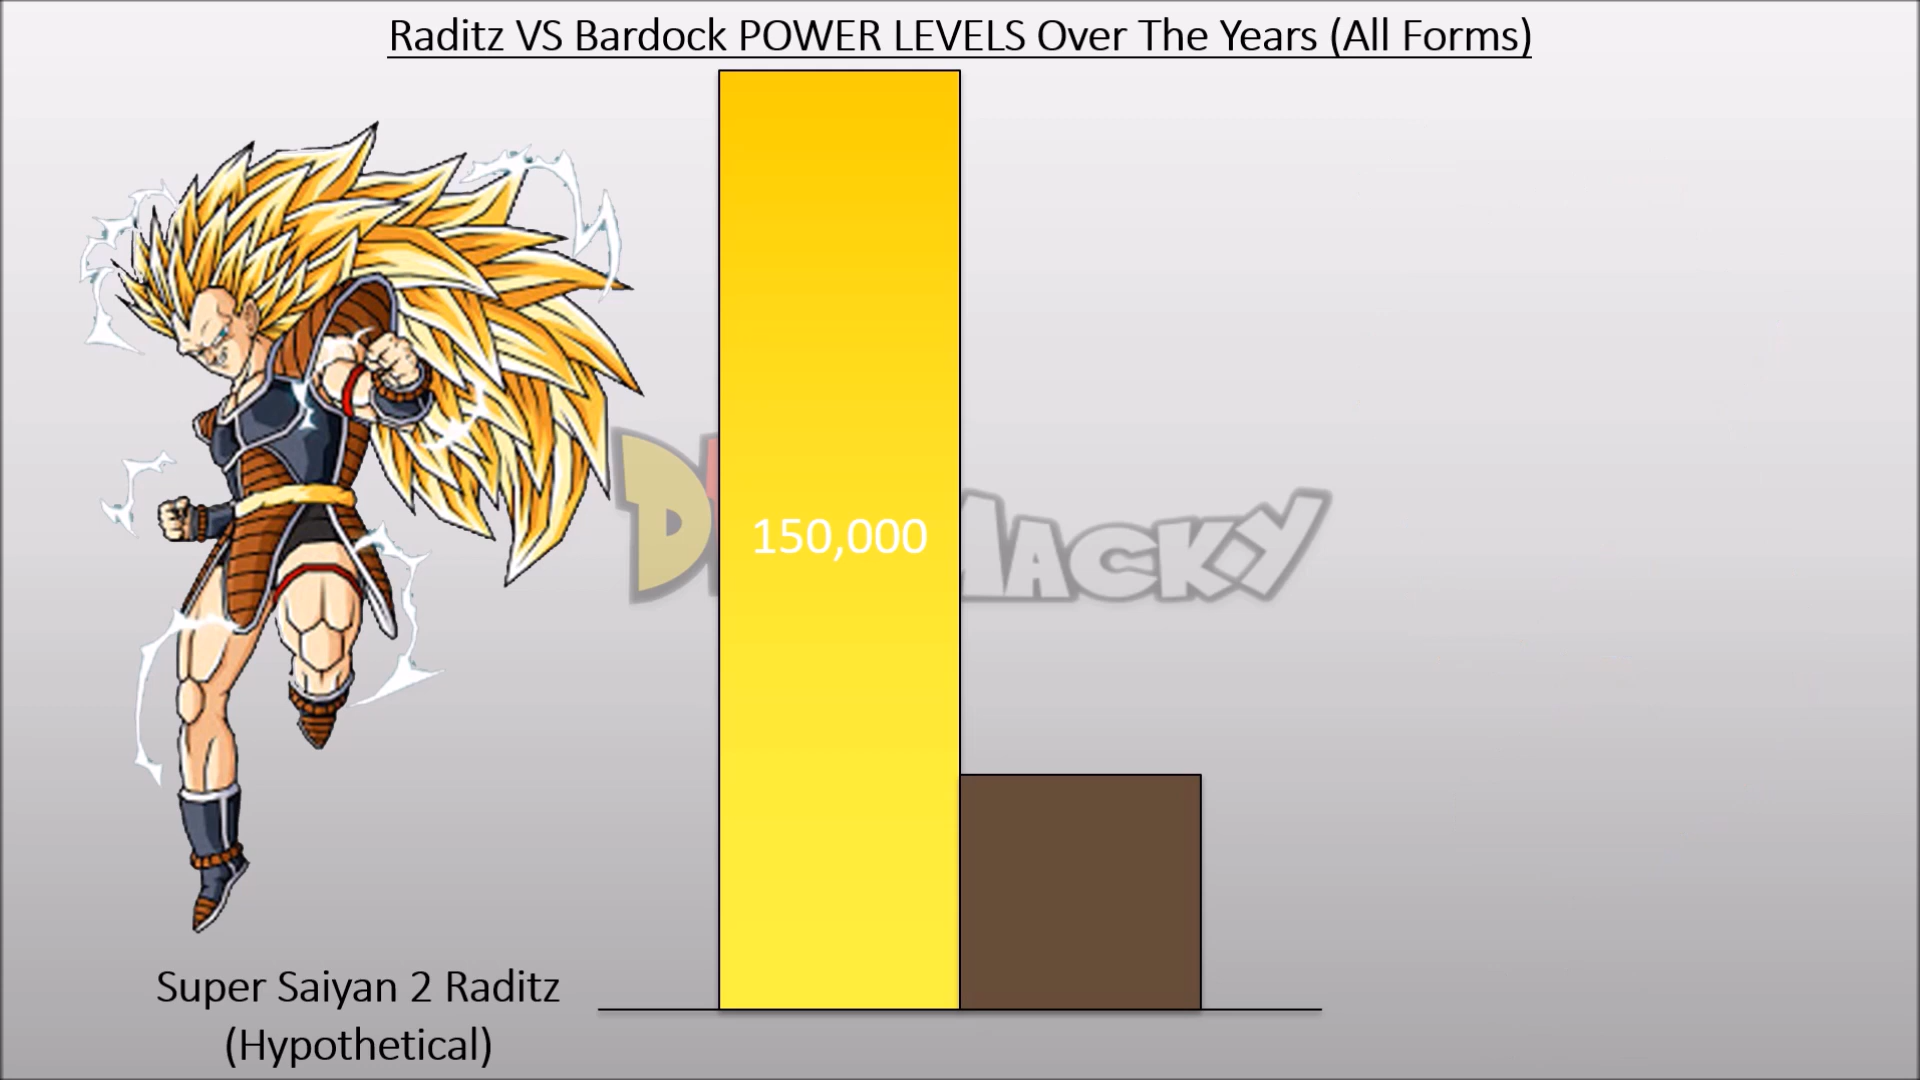 Raditz VS Bardock POWER LEVELS Over The Years (All Forms)
150,000
Super Saiyan 2 Raditz
(Hypothetical)